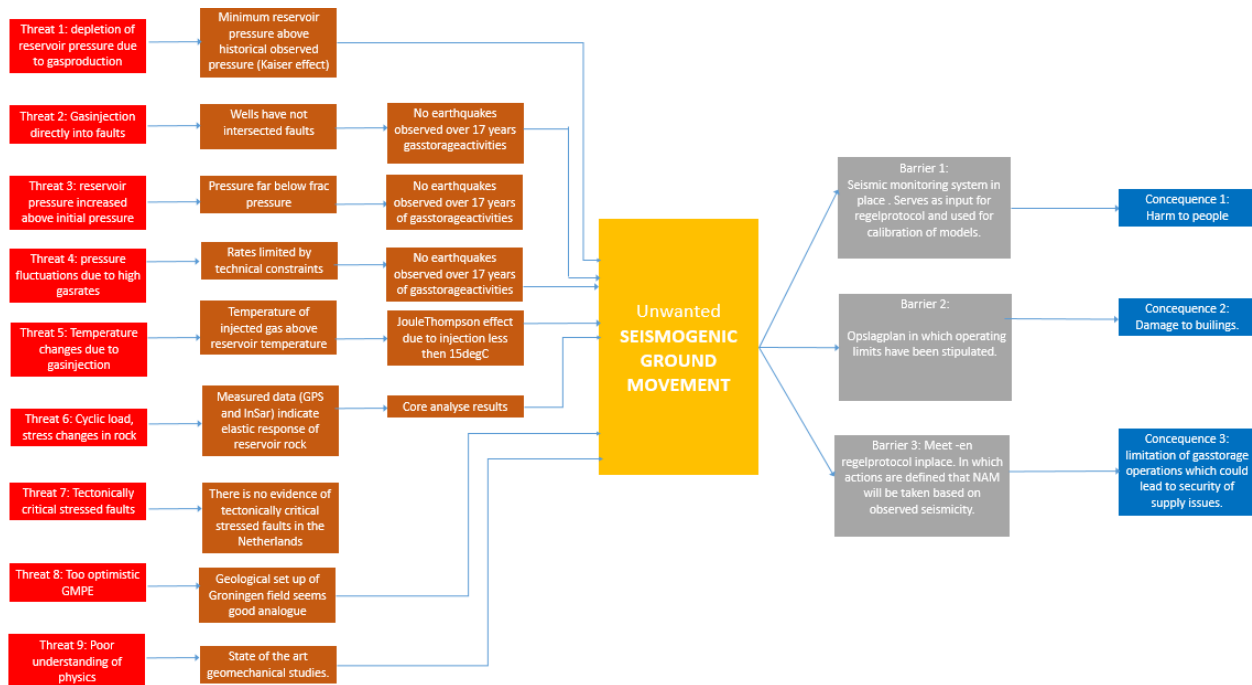 Threat 1: depletion of
reservoir pressure due
to gasproduction
Minimum reservoir
pressure above
historical observed
pressure (Kaiser effect)
Threat 2: Gasinjection
directly into faults
Wells have not
intersected faults
No earthquakes
observed over 17 years
gasstorageactivities
Threat 3: reservoir
pressure increased
above initial pressure
Pressure far below frac
pressure
No earthquakes
observed over 17 years
of gasstorageactivities
Threat 4: pressure
fluctuations due to high
gasrates
Rates limited by
technical constraints
No earthquakes
observed over 17 years
of gasstorageactivities
Threat 5: Temperature
changes due to
gasinjection
Temperature of
injected gas above
reservoir temperature
JouleThompson effect
due to injection less
then 15degC
Threat 6: Cyclic load,
stress changes in rock
Measured data (GPS
and InSar) indicate
elastic response of
reservoir rock
Core analyse results
Threat 7: Tectonically
critical stressed faults
There is no evidence of
tectonically critical
stressed faults in the
Netherlands
Threat 8: Too optimistic
GMPE
Geological set up of
Groningen field seems
good analogue
Threat 9: Poor
understanding of
physics
State of the art
geomechanical studies.
Unwanted
SEISMOGENIC
GROUND
MOVEMENT
Barrier 1:
Seismic monitoring system in
place . Serves as input for
regelprotocol and used for
calibration of models.
Barrier 2:
Opslagplan in which operating
limits have been stipulated.
Barrier 3: Meet -en
regelprotocol inplace. In which
actions are defined that NAM
will be taken based on
observed seismicity.
Concequence 1:
Harm to people
Concequence 2:
Damage to builings.
Concequence 3:
limitation of gasstorage
operations which could
lead to security of
supply issues.